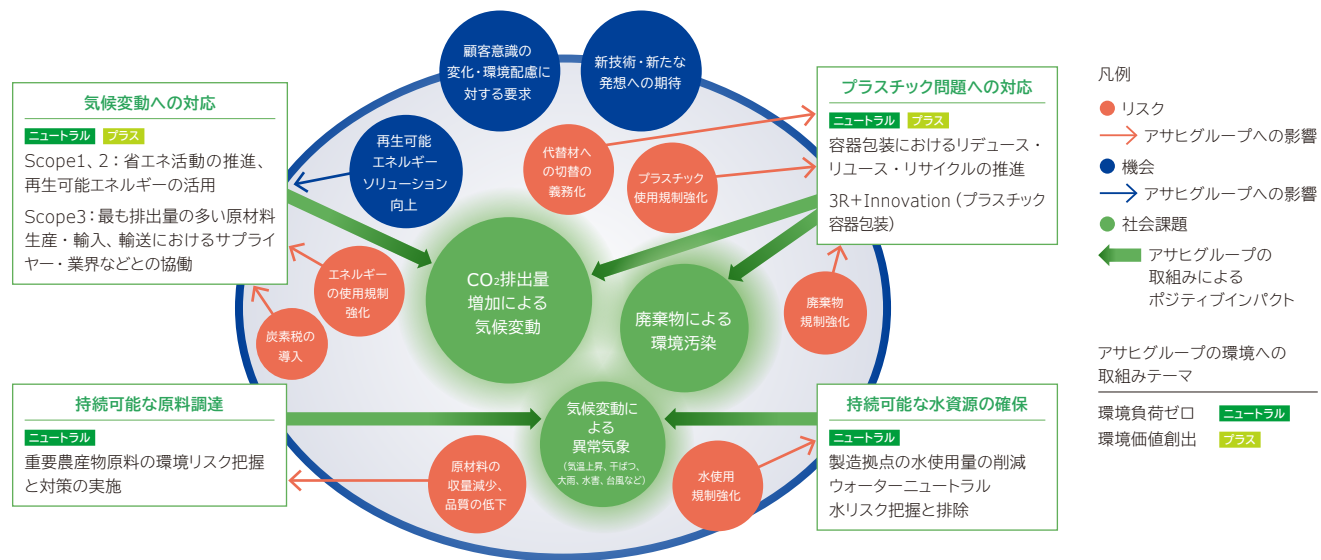 顧客意識の
変化・環境配慮に
対する要求
新技術・新たな
発想への期待
気候変動への対応
ニュートラル プラス
Scope1、2：省エネ活動の推進、
再生可能エネルギーの活用
Scope3：最も排出量の多い原材料
生産・輸入、輸送におけるサプライ
ヤー・業界などとの協働
再生可能
エネルギー
ソリューション
向上
代替材へ
の切替の
義務化
プラスチック
使用規制強化
プラスチック問題への対応
ニュートラル プラス
容器包装におけるリデュース・
リユース・リサイクルの推進
3R+Innovation（プラスチック
容器包装）
エネルギー
の使用規制
強化
炭素税の
導入
CO₂排出量
増加による
気候変動
廃棄物による
環境汚染
廃棄物
規制強化
持続可能な原料調達
ニュートラル
重要農産物原料の環境リスク把握
と対策の実施
原材料の
収量減少、
品質の低下
気候変動に
よる
異常気象
（気温上昇、干ばつ、
大雨、水害、台風など）
水使用
規制強化
持続可能な水資源の確保
ニュートラル
製造拠点の水使用量の削減
ウォーターニュートラル
水リスク把握と排除
凡例
リスク
アサヒグループへの影響
機会
アサヒグループへの影響
社会課題
アサヒグループの
取組みによる
ポジティブインパクト
アサヒグループの環境への
取組みテーマ
環境負荷ゼロ ニュートラル
環境価値創出 プラス